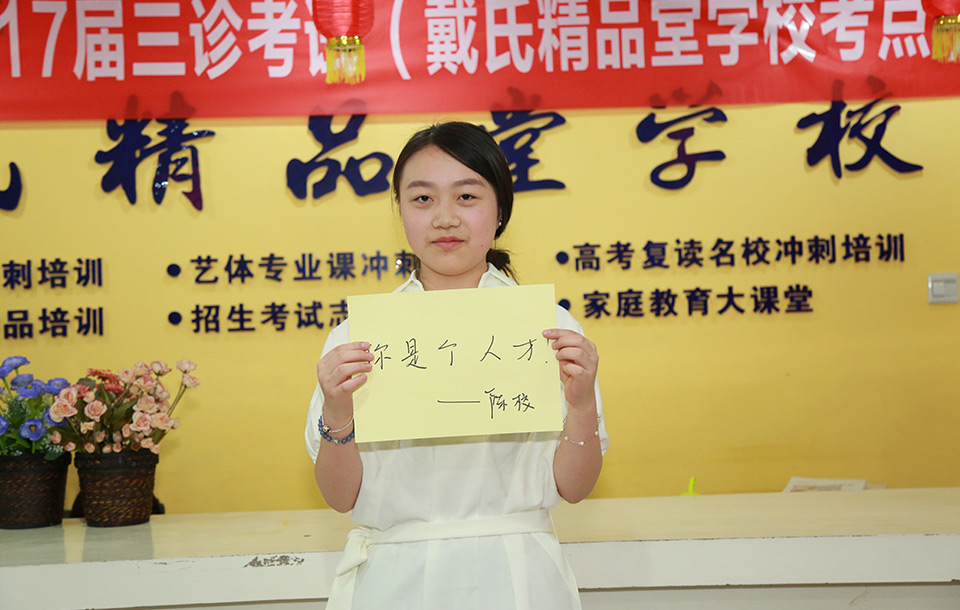 17届三诊考试（戴氏精品堂学校考点
精品堂学校
刺培训
•艺体专业课冲刺
•高考复读名校冲刺培训
品培训
•招生考试志
•家庭教育大课堂
你是个人才!
——陈校